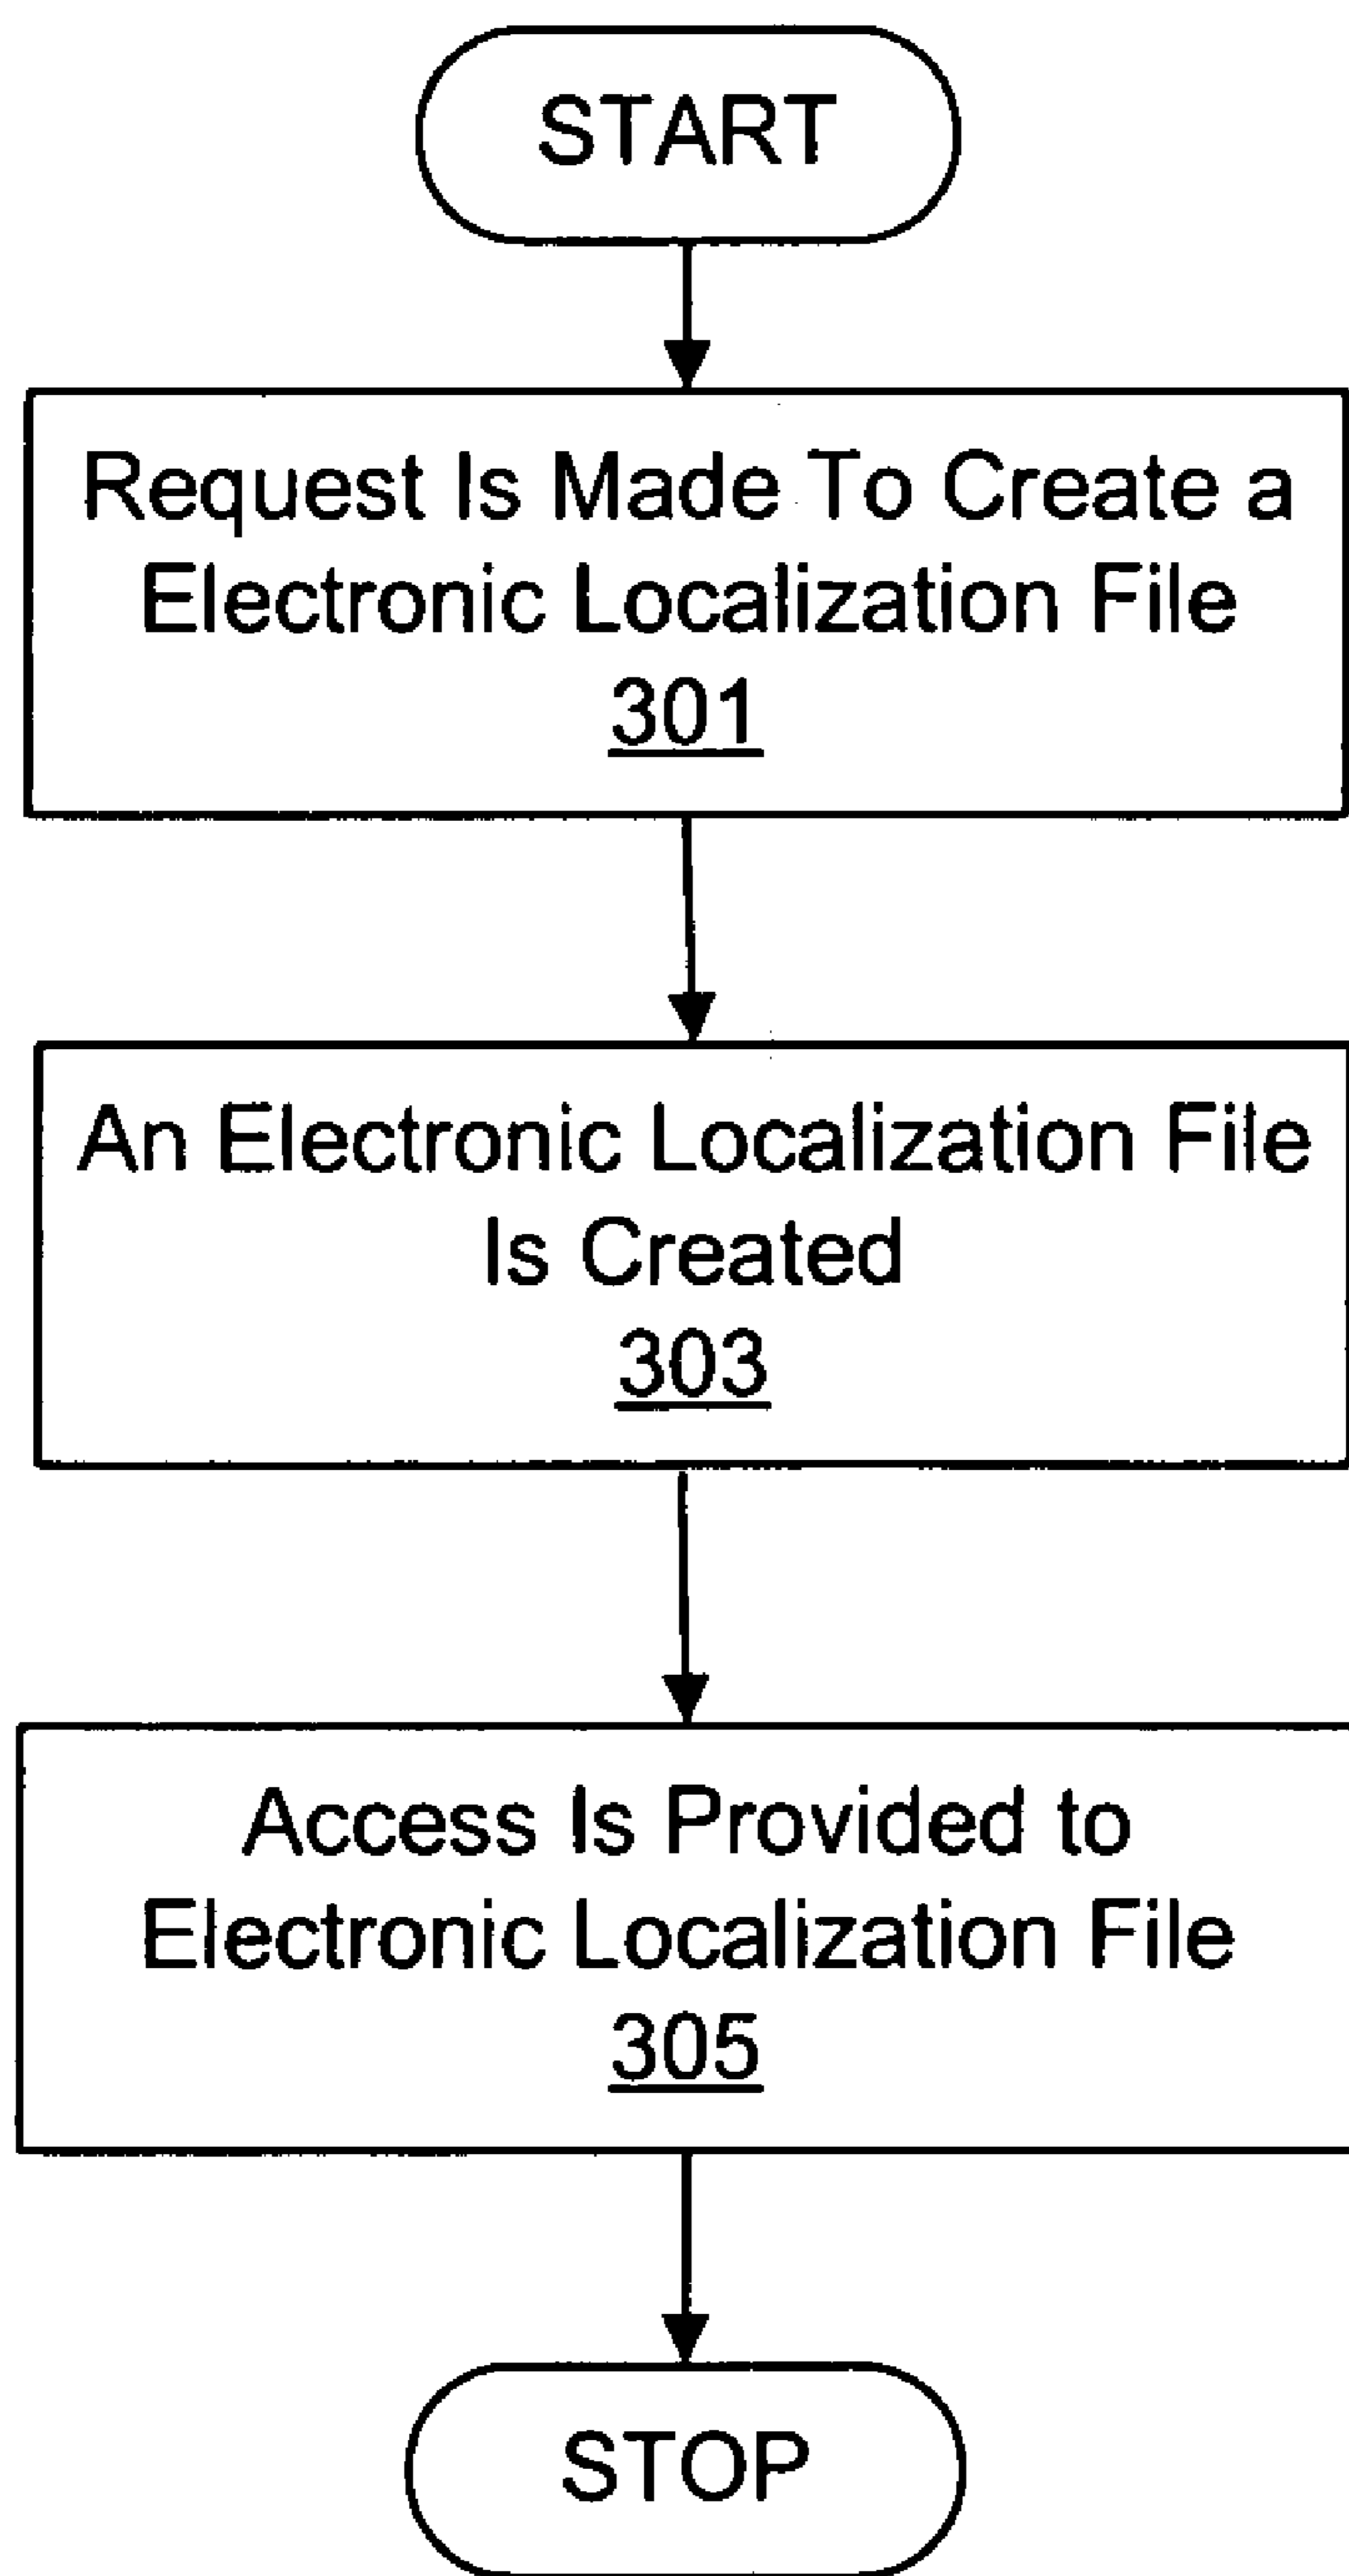 START
Request Is Made To Create a
Electronic Localization File
301
An Electronic Localization File
Is Created
303
Access Is Provided to
Electronic Localization File
305
STOP